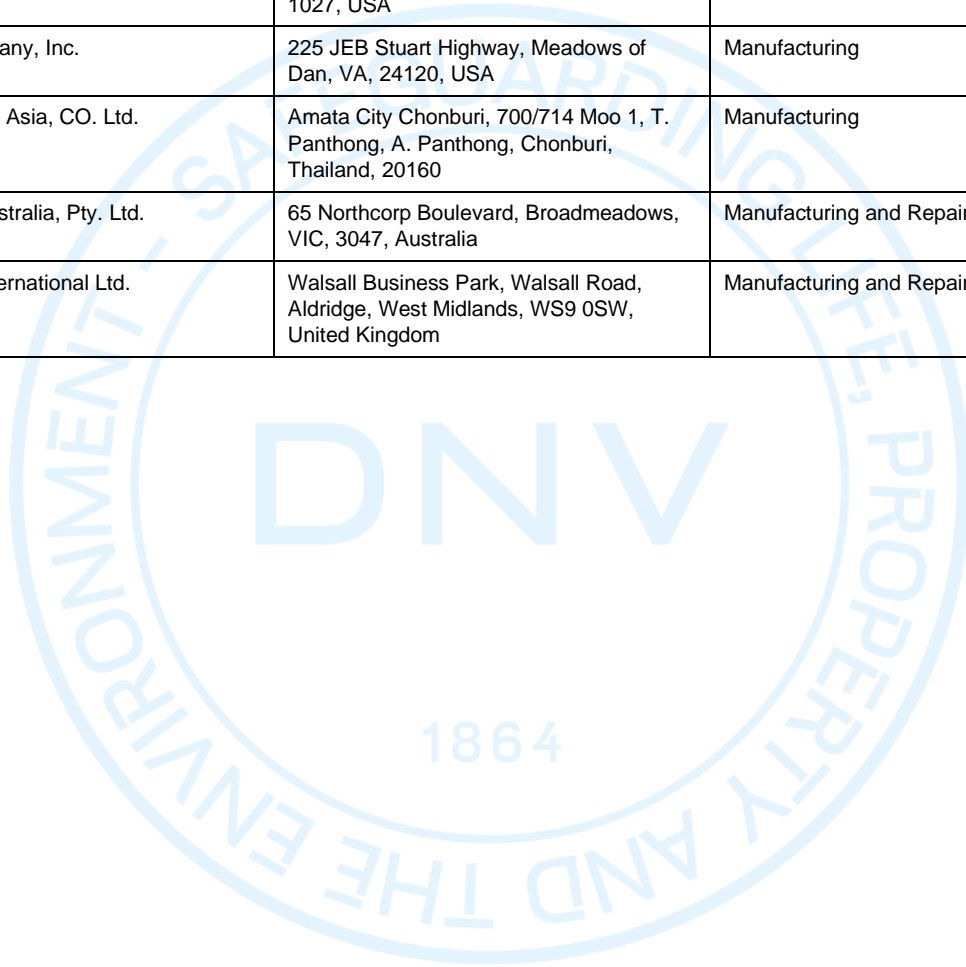 1027, USA
any, Inc.
225 JEB Stuart Highway, Meadows of
Dan, VA, 24120, USA
Manufacturing
Asia, CO. Ltd.
Amata City Chonburi, 700/714 Moo 1, T.
Panthong, A. Panthong, Chonburi,
Thailand, 20160
Manufacturing
stralia, Pty. Ltd.
65 Northcorp Boulevard, Broadmeadows,
VIC, 3047, Australia
Manufacturing and Repair
ernational Ltd.
Walsall Business Park, Walsall Road,
Aldridge, West Midlands, WS9 0SW,
United Kingdom
Manufacturing and Repair
SAFEGUARDING LIFE, PROPERTY AND THE ENVIRONMENT -
DNV
1864